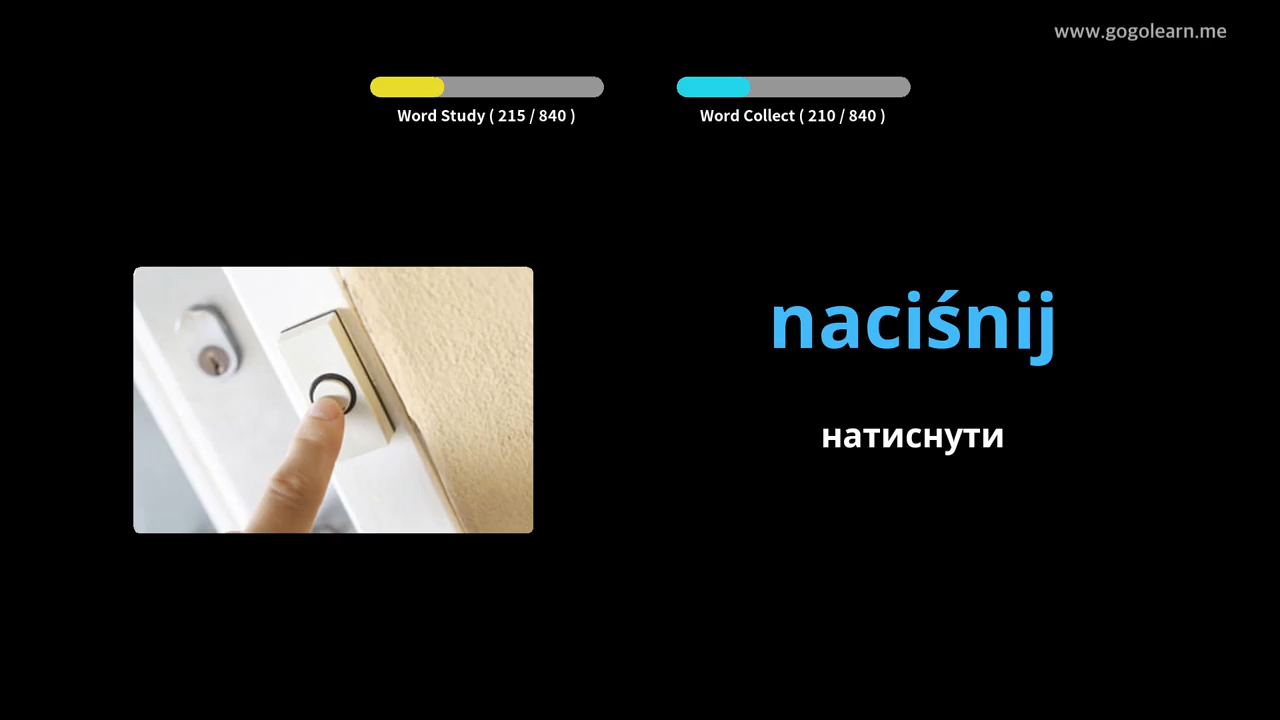 www.gogolearn.me
Word Study ( 215 / 840 )
Word Collect ( 210 / 840 )
naciśnij
натиснути